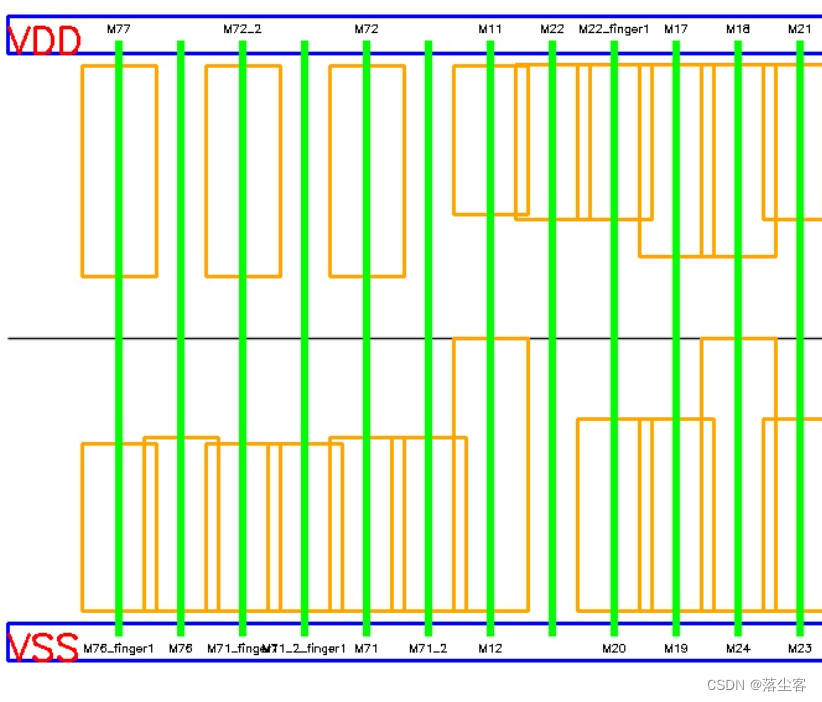 M77 M72_2 M72 M11 M22 M22_finger1 M17 M18 M21
VDD
VSS
M76_finger1 M76 M71_finger1 M71_2_finger1 M71 M71_2 M12 M20 M19 M24 M23
CSDN @落尘客